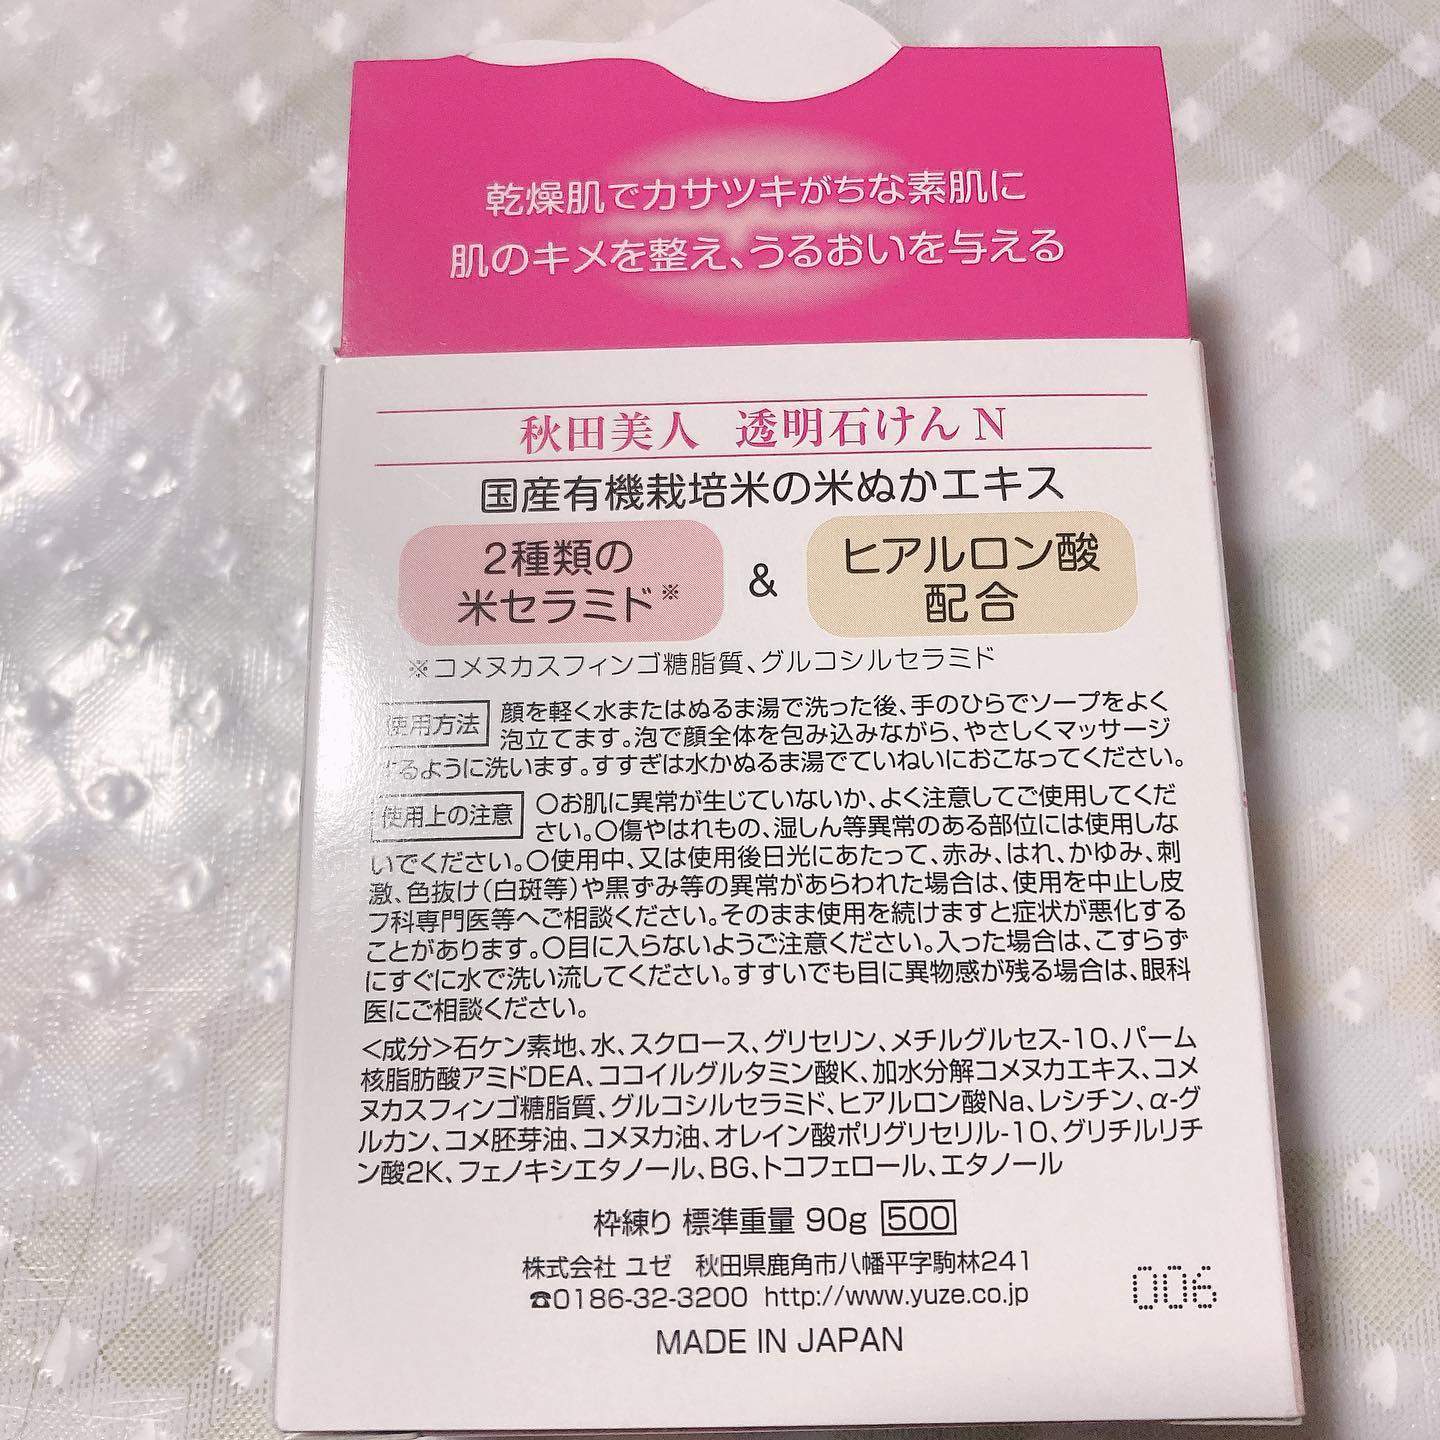 乾燥肌でカサツキがちな素肌に
肌のキメを整え、うるおいを与える
秋田美人 透明石けん N
国産有機栽培米の米ぬかエキス
2種類の
米セラミド※
&
ヒアルロン酸
配合
※コメヌカスフィンゴ糖脂質、グルコシルセラミド
使用方法 顔を軽く水またはぬるま湯で洗った後、手のひらでソープをよく
泡立てます。泡で顔全体を包み込みながら、やさしくマッサージ
するように洗います。すすぎは水かぬるま湯でていねいにおこなってください。
使用上の注意 ○お肌に異常が生じていないか、よく注意してご使用してくだ
さい。○傷やはれもの、湿しん等異常のある部位には使用しな
いでください。○使用中、又は使用後日光にあたって、赤み、はれ、かゆみ、刺
激、色抜け(白斑等)や黒ずみ等の異常があらわれた場合は、使用を中止し皮
フ科専門医等へご相談ください。そのまま使用を続けますと症状が悪化する
ことがあります。○目に入らないようご注意ください。入った場合は、こすらず
にすぐに水で洗い流してください。すすいでも目に異物感が残る場合は、眼科
医にご相談ください。
<成分>石ケン素地、水、スクロース、グリセリン、メチルグルセス-10、パーム
核脂肪酸アミドDEA、ココイルグルタミン酸K、加水分解コメヌカエキス、コメ
ヌカスフィンゴ糖脂質、グルコシルセラミド、ヒアルロン酸Na、レシチン、α-グ
ルカン、コメ胚芽油、コメヌカ油、オレイン酸ポリグリセリル-10、グリチルリチ
ン酸2K、フェノキシエタノール、BG、トコフェロール、エタノール
枠練り 標準重量 90g 500
株式会社 ユゼ 秋田県鹿角市八幡平字駒林241
☎0186-32-3200 http://www.yuze.co.jp
006
MADE IN JAPAN